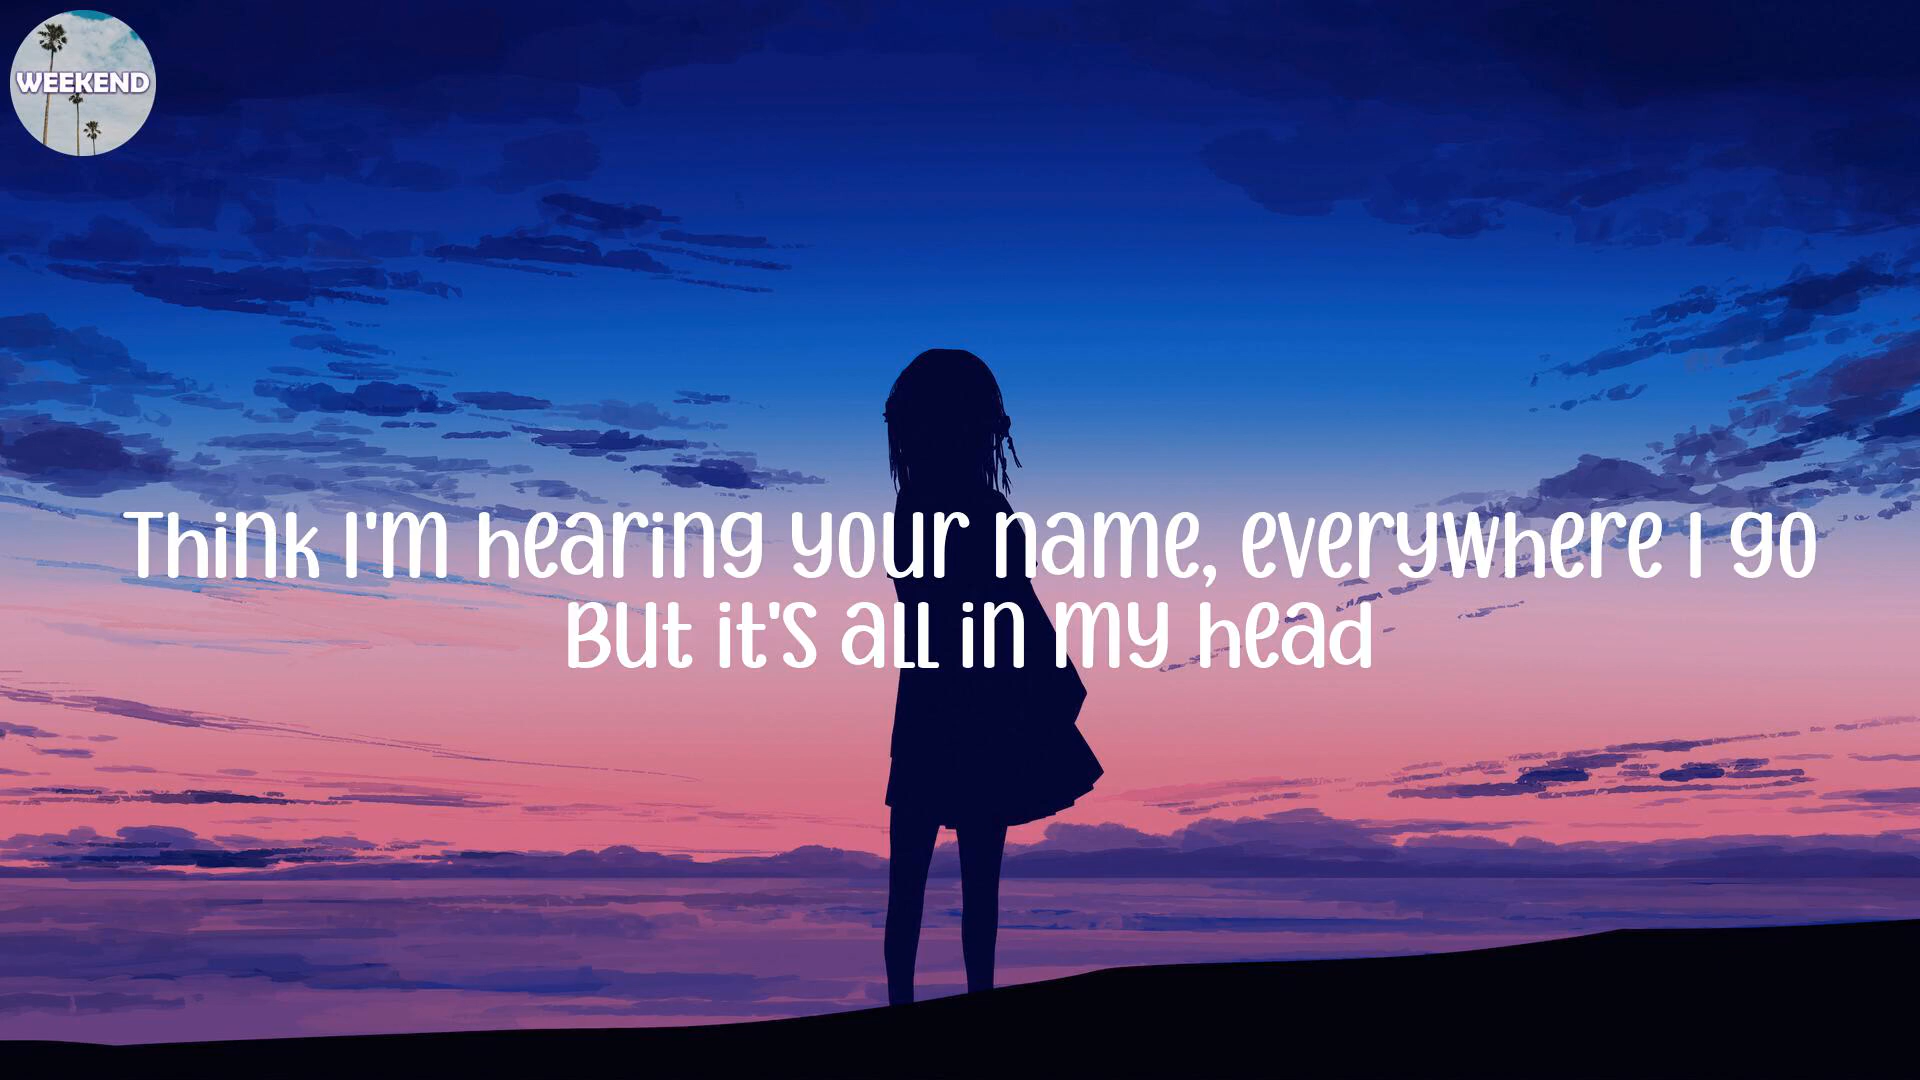 WEEKEND
Think I'm hearing your name, everywhere I go
But it's all in my head